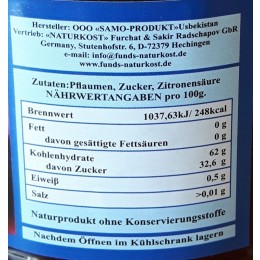 Hersteller: OOO «SAMO-PRODUKT»Usbekistan
Vertrieb: «NATURKOST» Furchat & Sakir Radschapov GbR
Germany, Stutenhofstr. 6, D-72379 Hechingen
e-mail: info@funds-naturkost.de
www.funds-naturkost.de
Zutaten:Pflaumen, Zucker, Zitronensäure
NÄHRWERTANGABEN pro 100g.
Brennwert 1037,63kJ/ 248kcal
Fett 0 g
davon gesättigte Fettsäuren 0 g
Kohlenhydrate 62 g
davon Zucker 32,6 g
Eiweiß 0,5 g
Salz >0,01 g
Naturprodukt ohne Konservierungsstoffe
Nachdem Öffnen im Kühlschrank lagern